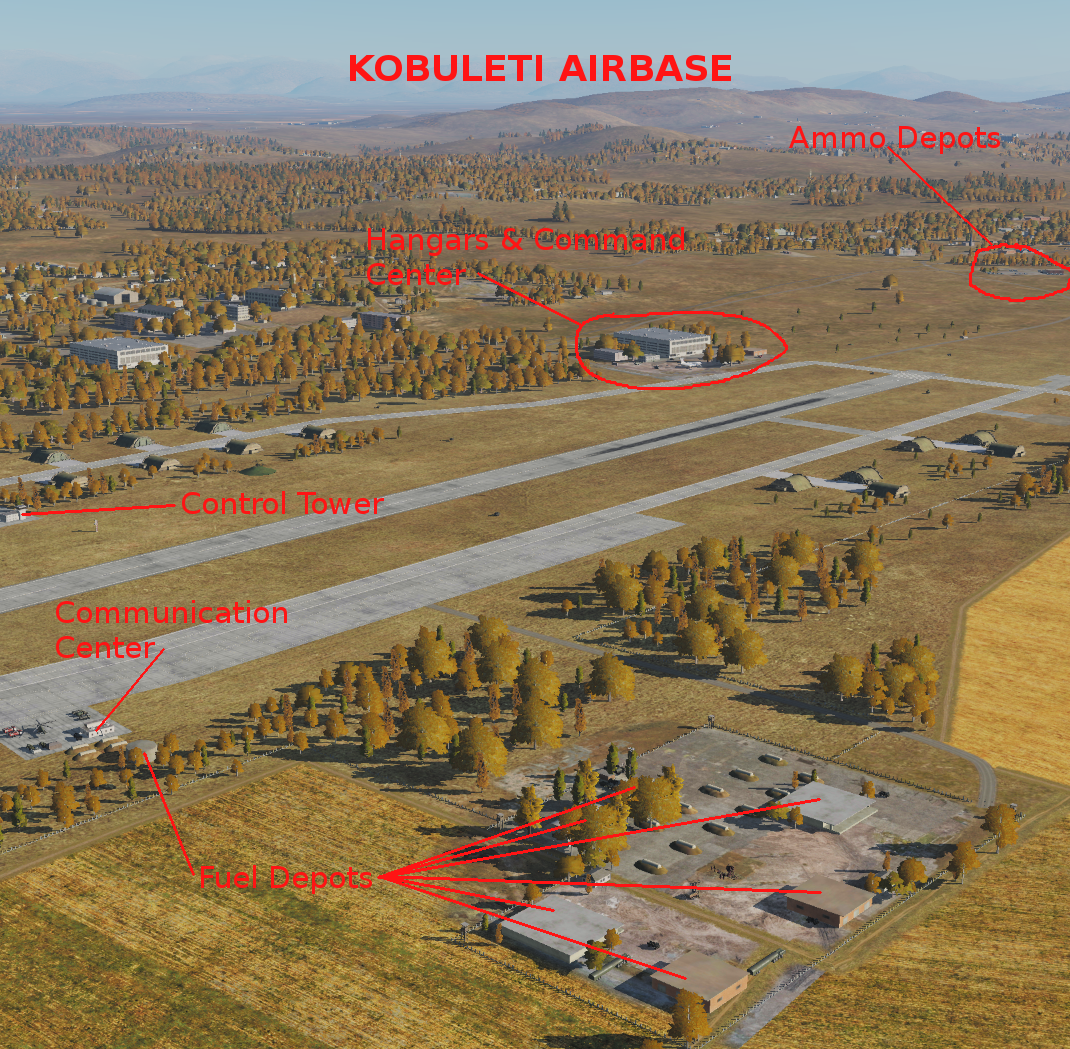 KOBULETI AIRBASE
Ammo Depots
Hangars & Command
Center
Control Tower
Communication
Center
Fuel Depots